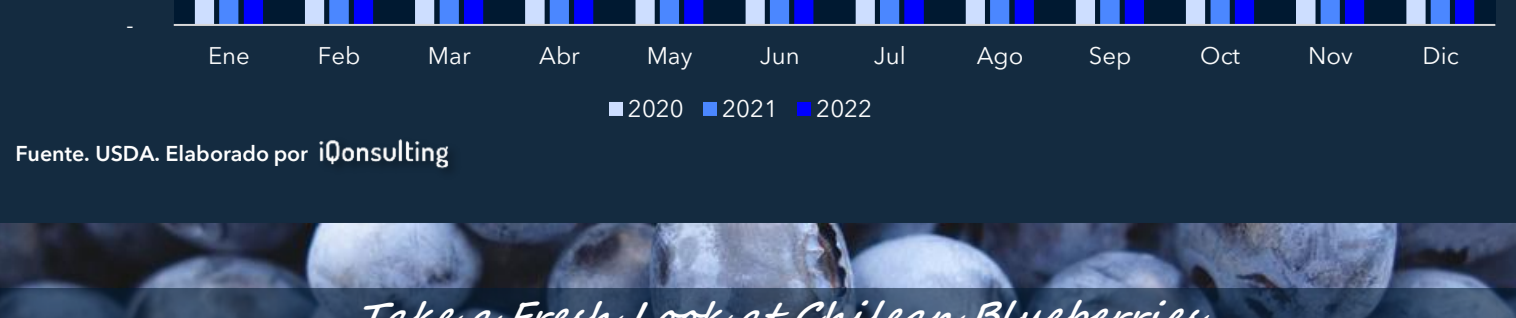 -
Ene Feb Mar Abr May Jun Jul Ago Sep Oct Nov Dic
2020 2021 2022
Fuente. USDA. Elaborado por iQonsulting
Take a Fresh Look at Chilean Blueberries